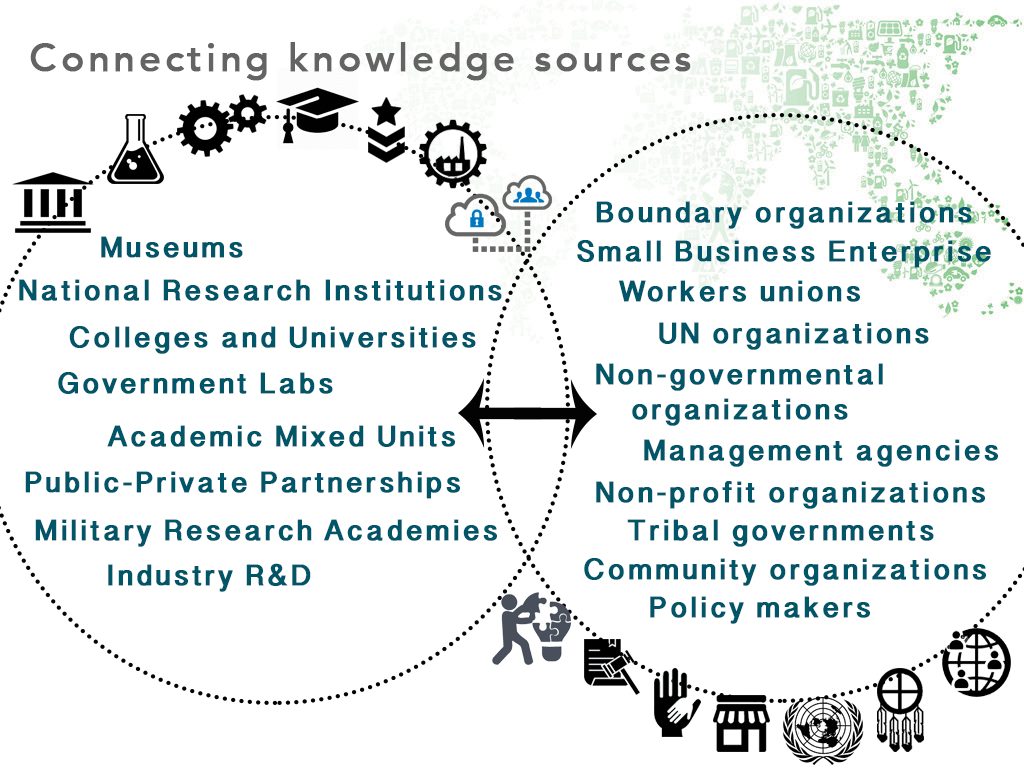 Connecting knowledge sources
Museums
National Research Institutions
Colleges and Universities
Government Labs
Academic Mixed Units
Public-Private Partnerships
Military Research Academies
Industry R&D
Boundary organizations
Small Business Enterprise
Workers unions
UN organizations
Non-governmental
organizations
Management agencies
Non-profit organizations
Tribal governments
Community organizations
Policy makers